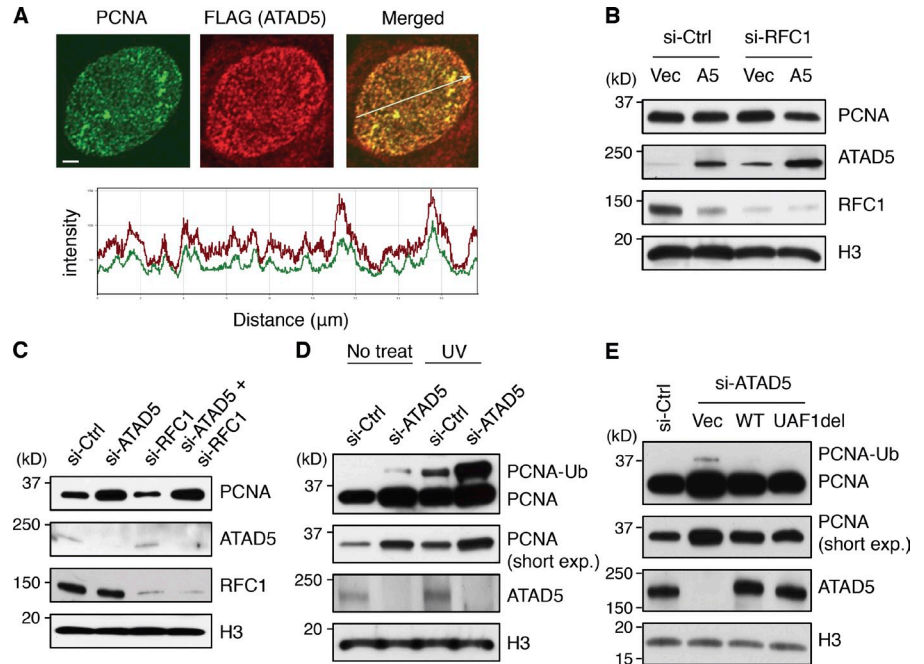 A
PCNA FLAG (ATAD5) Merged
intensity
Distance (µm)
B
si-Ctrl si-RFC1
(kD) Vec A5 Vec A5
37
PCNA
250
ATAD5
150
RFC1
20
H3
C
si-Ctrl si-ATAD5 si-RFC1 si-ATAD5 + si-RFC1
(kD)
37
PCNA
250
ATAD5
150
RFC1
20
H3
D
No treat UV
si-Ctrl si-ATAD5 si-Ctrl si-ATAD5
(kD)
PCNA-Ub
37
PCNA
37
PCNA
(short exp.)
250
ATAD5
20
H3
E
si-ATAD5
si-Ctrl Vec WT UAF1del
(kD)
PCNA-Ub
37
PCNA
37
PCNA
(short exp.)
250
ATAD5
150
20
H3
15